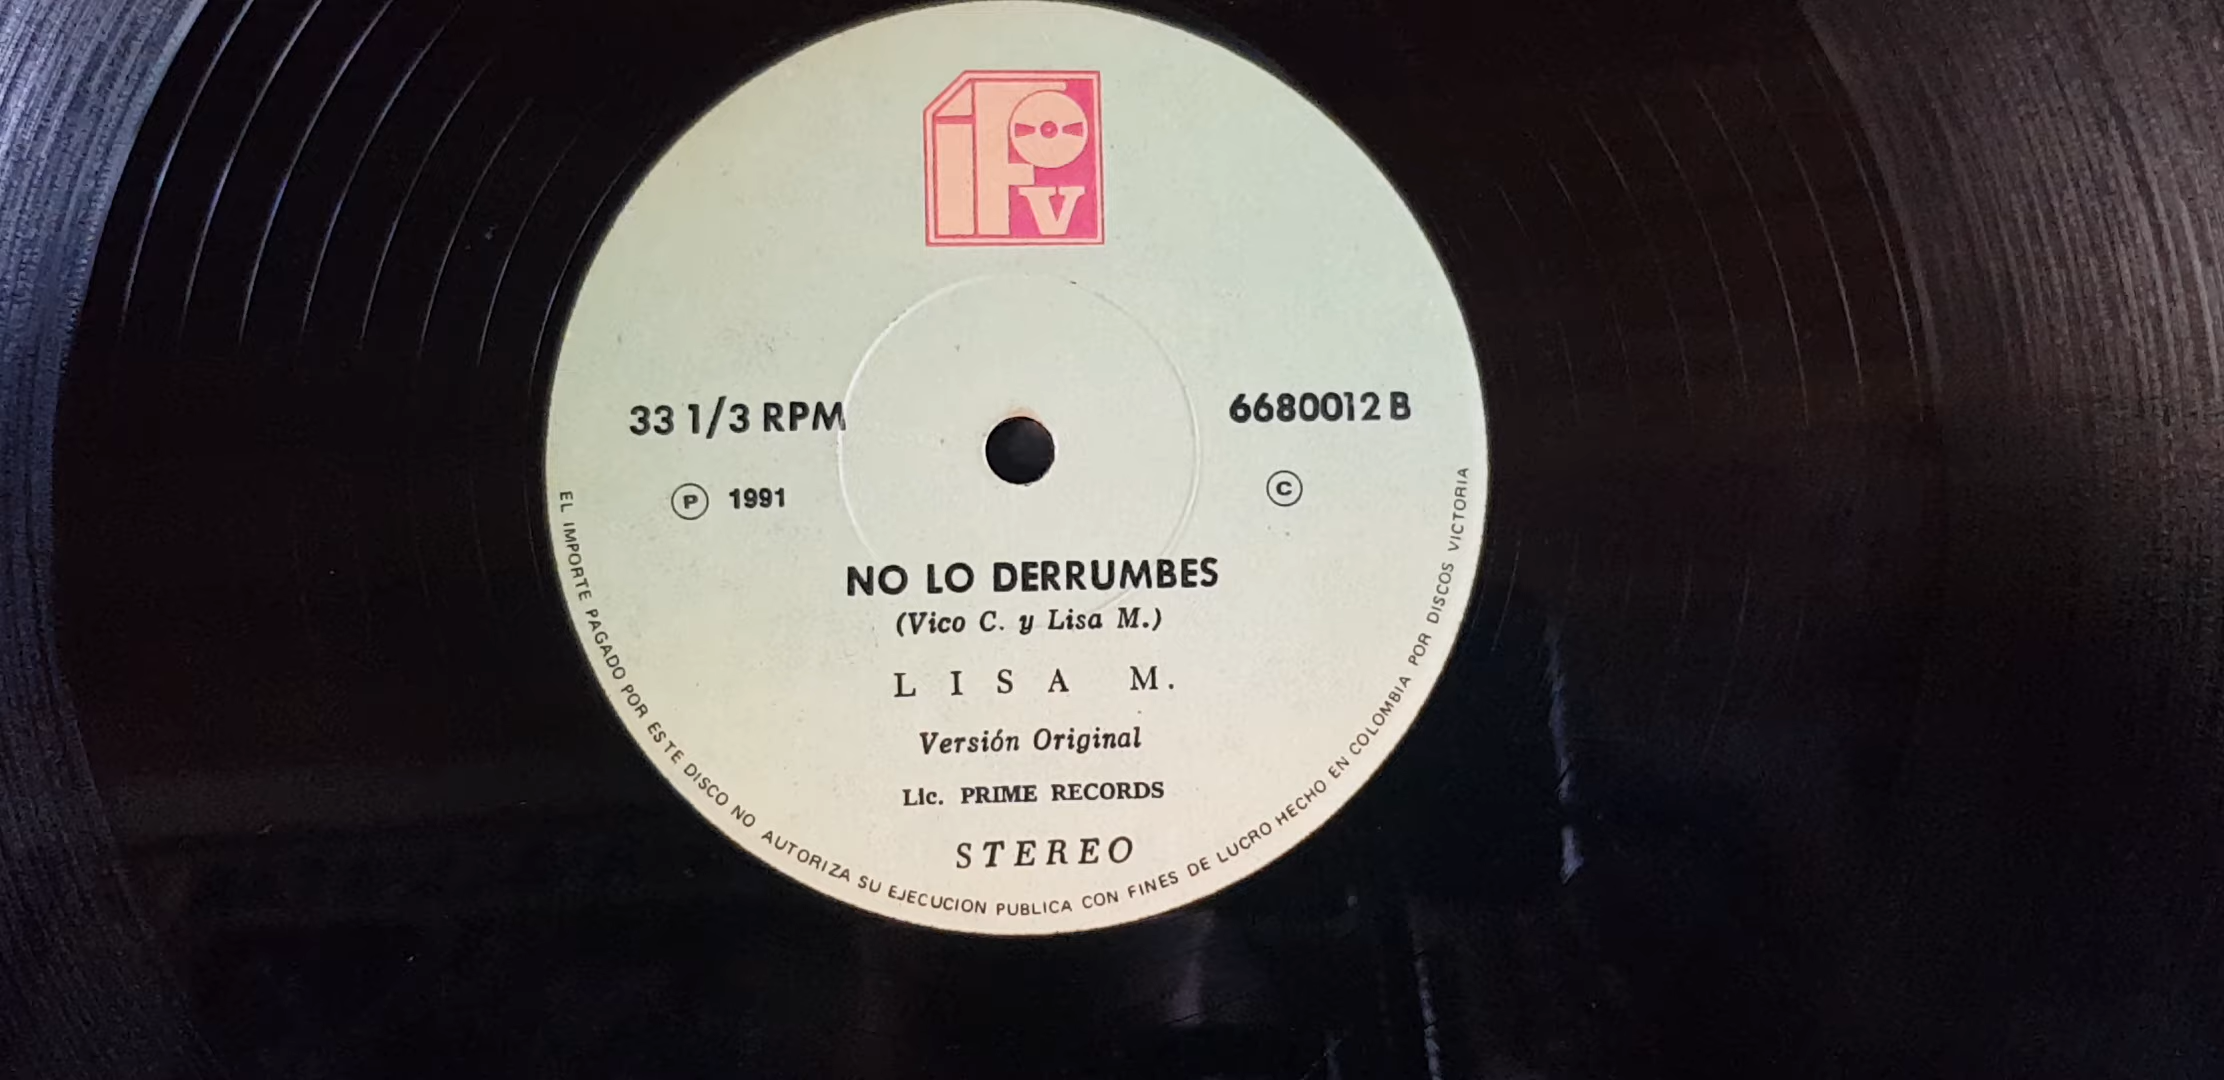 FV
33 1/3 RPM
6680012 B
Ⓟ 1991
©
NO LO DERRUMBES
(Vico C. y Lisa M.)
LISA M.
Versión Original
Lic. PRIME RECORDS
STEREO
EL IMPORTE PAGADO POR ESTE DISCO NO AUTORIZA SU EJECUCION PUBLICA CON FINES DE LUCRO HECHO EN COLOMBIA POR DISCOS VICTORIA